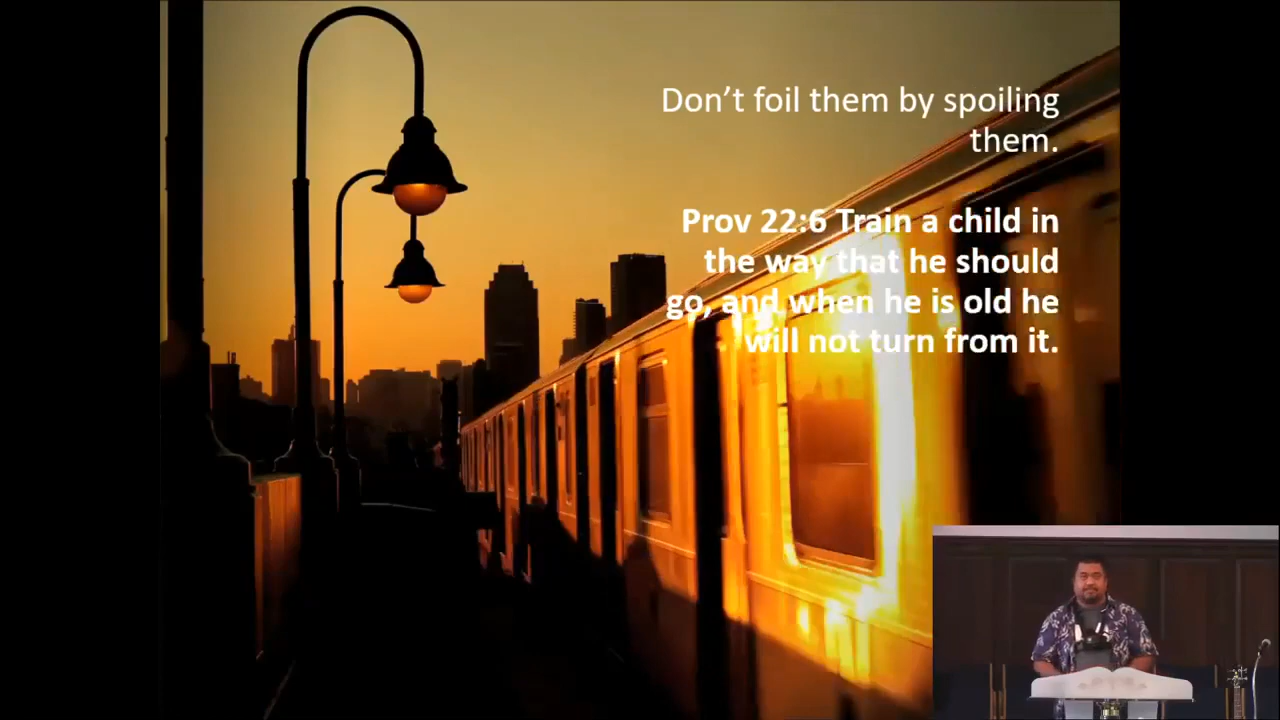 Don’t foil them by spoiling
them.
Prov 22:6 Train a child in
the way that he should
go, and when he is old he
will not turn from it.